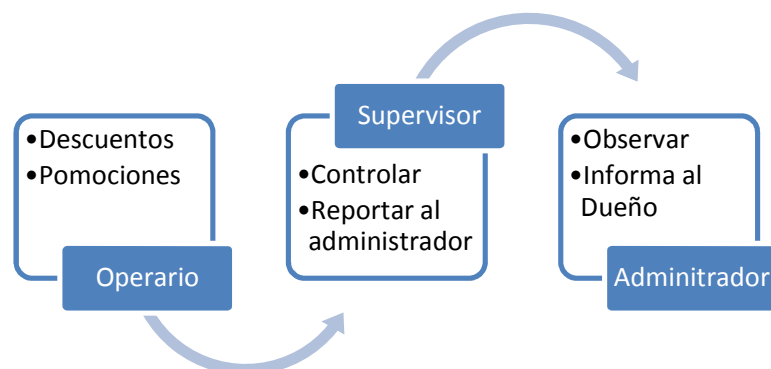 •Descuentos
•Pomociones
Operario
Supervisor
•Controlar
•Reportar al
administrador
•Observar
•Informa al
Dueño
Adminitrador